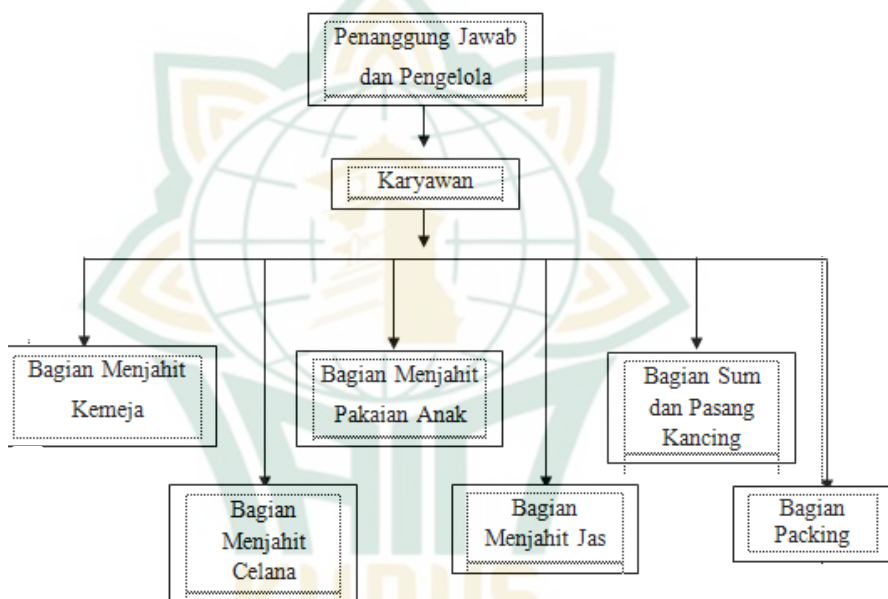 Penanggung Jawab
dan Pengelola
Karyawan
Bagian Menjahit
Kemeja
Bagian Menjahit
Pakaian Anak
Bagian Sum
dan Pasang
Kancing
Bagian
Menjahit
Celana
Bagian
Menjahit Jas
Bagian
Packing